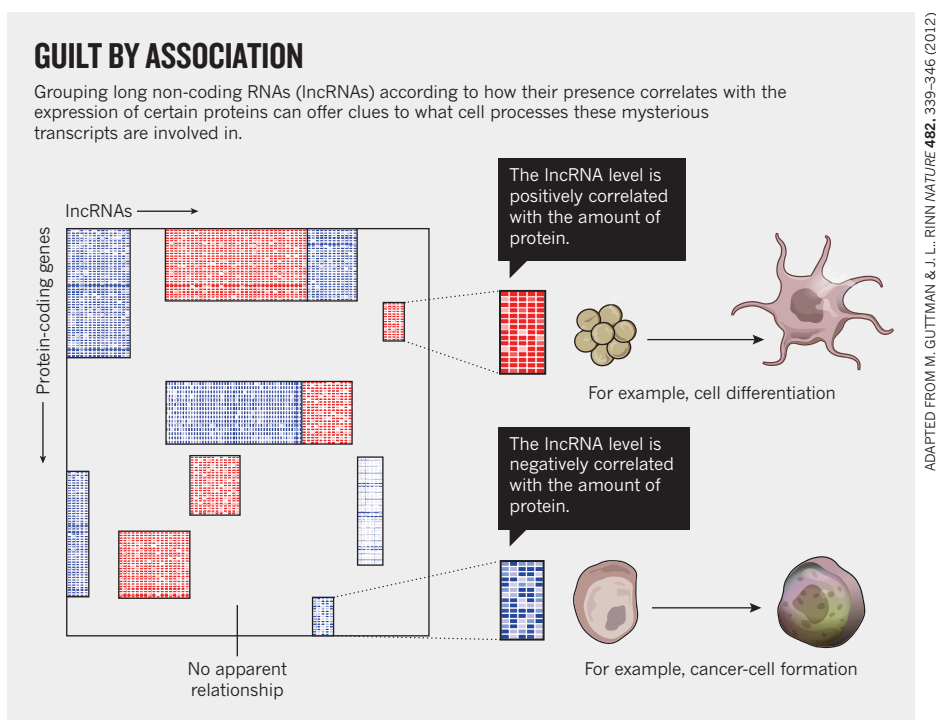 GUILT BY ASSOCIATION
Grouping long non-coding RNAs (lncRNAs) according to how their presence correlates with the
expression of certain proteins can offer clues to what cell processes these mysterious
transcripts are involved in.
lncRNAs
Protein-coding genes
The lncRNA level is
positively correlated
with the amount of
protein.
For example, cell differentiation
The lncRNA level is
negatively correlated
with the amount of
protein.
For example, cancer-cell formation
No apparent
relationship
ADAPTED FROM M. GUTTMAN & J. L. RINN NATURE 482, 339–346 (2012)